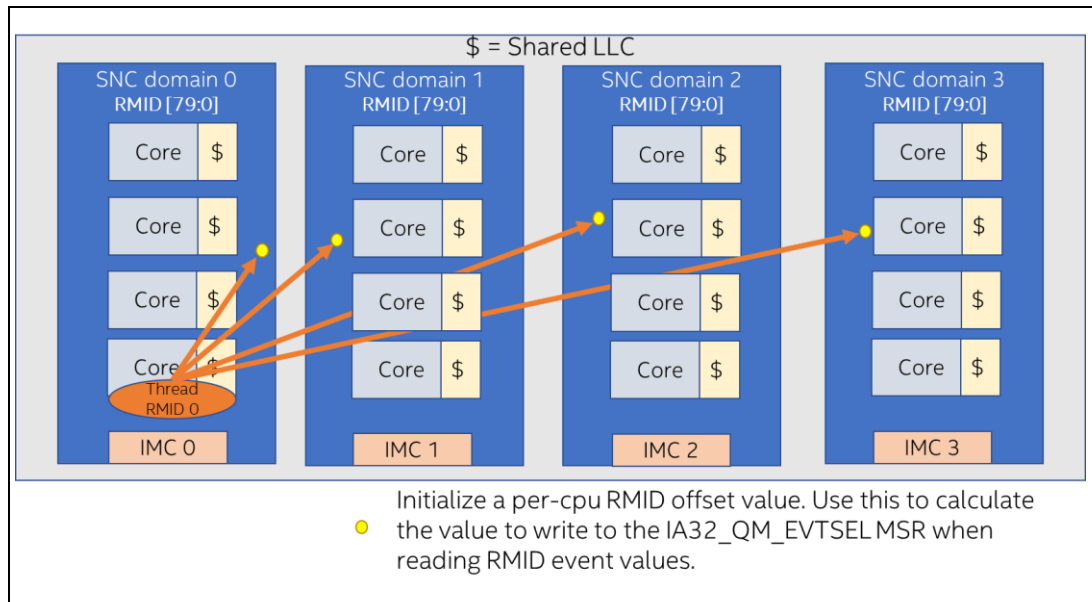 $ = Shared LLC
SNC domain 0
RMID [79:0]
Core $
Core $
Core $
Core $
Thread
RMID 0
IMC 0
SNC domain 1
RMID [79:0]
Core $
Core $
Core $
Core $
IMC 1
SNC domain 2
RMID [79:0]
Core $
Core $
Core $
Core $
IMC 2
SNC domain 3
RMID [79:0]
Core $
Core $
Core $
Core $
IMC 3
Initialize a per-cpu RMID offset value. Use this to calculate
the value to write to the IA32_QM_EVTSEL MSR when
reading RMID event values.